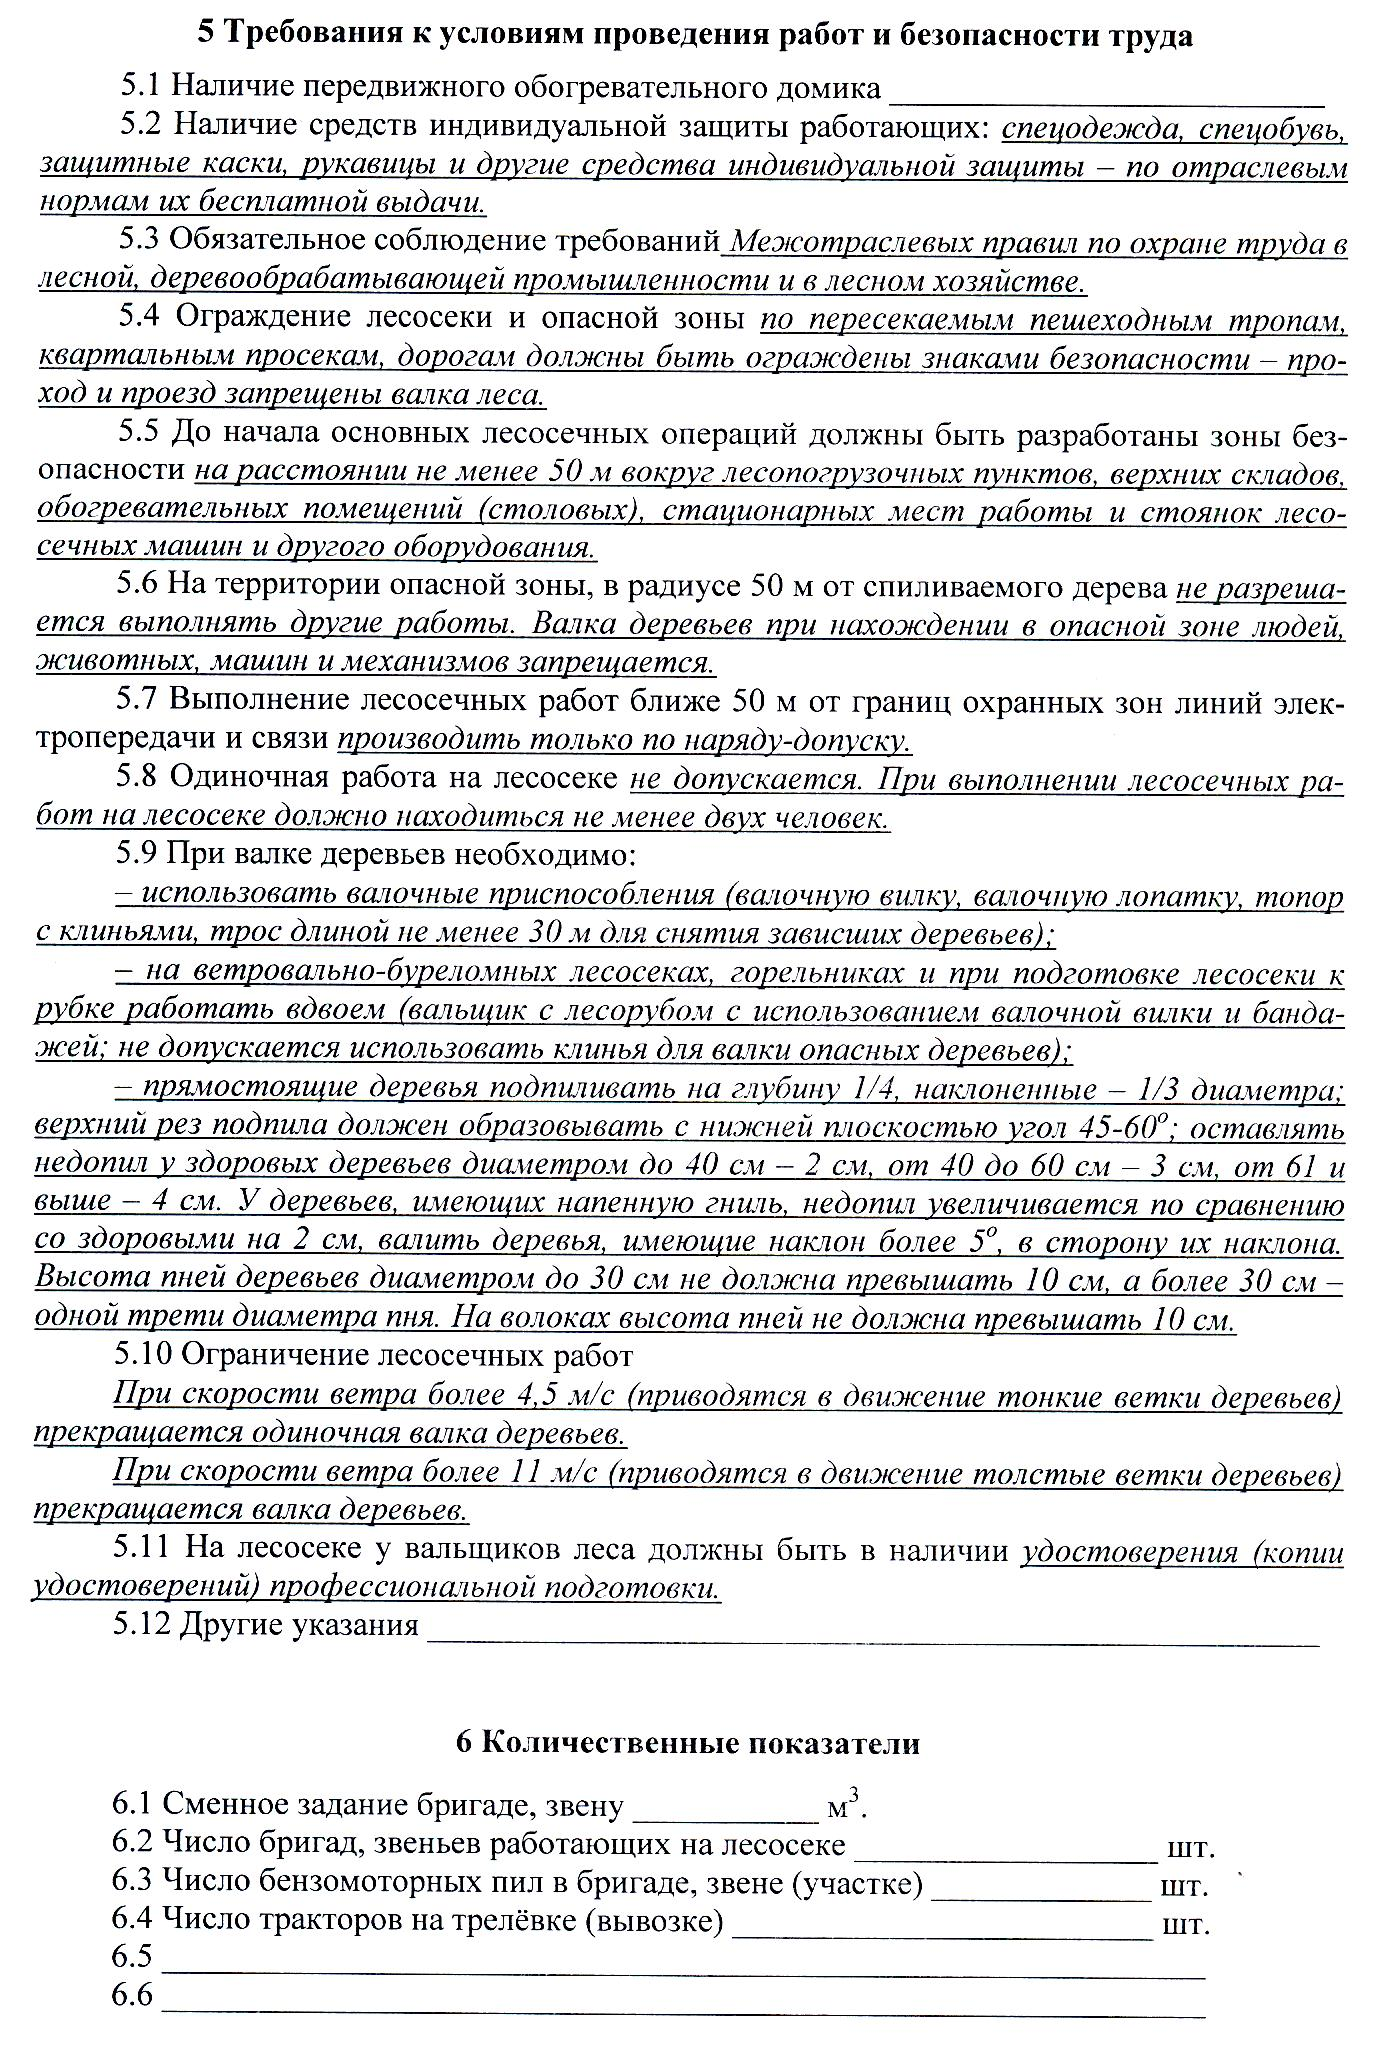 5 Требования к условиям проведения работ и безопасности труда
5.1 Наличие передвижного обогревательного домика ___________________________
5.2 Наличие средств индивидуальной защиты работающих: спецодежда, спецобувь,
защитные каски, рукавицы и другие средства индивидуальной защиты – по отраслевым
нормам их бесплатной выдачи.
5.3 Обязательное соблюдение требований Межотраслевых правил по охране труда в
лесной, деревообрабатывающей промышленности и в лесном хозяйстве.
5.4 Ограждение лесосеки и опасной зоны по пересекаемым пешеходным тропам,
квартальным просекам, дорогам должны быть ограждены знаками безопасности – про-
ход и проезд запрещены валка леса.
5.5 До начала основных лесосечных операций должны быть разработаны зоны без-
опасности на расстоянии не менее 50 м вокруг лесопогрузочных пунктов, верхних складов,
обогревательных помещений (столовых), стационарных мест работы и стоянок лесо-
сечных машин и другого оборудования.
5.6 На территории опасной зоны, в радиусе 50 м от спиливаемого дерева не разреша-
ется выполнять другие работы. Валка деревьев при нахождении в опасной зоне людей,
животных, машин и механизмов запрещается.
5.7 Выполнение лесосечных работ ближе 50 м от границ охранных зон линий элек-
тропередачи и связи производить только по наряду-допуску.
5.8 Одиночная работа на лесосеке не допускается. При выполнении лесосечных ра-
бот на лесосеке должно находиться не менее двух человек.
5.9 При валке деревьев необходимо:
– использовать валочные приспособления (валочную вилку, валочную лопатку, топор
с клиньями, трос длиной не менее 30 м для снятия зависших деревьев);
– на ветровально-буреломных лесосеках, горельниках и при подготовке лесосеки к
рубке работать вдвоем (вальщик с лесорубом с использованием валочной вилки и банда-
жей; не допускается использовать клинья для валки опасных деревьев);
– прямостоящие деревья подпиливать на глубину 1/4, наклоненные – 1/3 диаметра;
верхний рез подпила должен образовывать с нижней плоскостью угол 45-60°; оставлять
недопил у здоровых деревьев диаметром до 40 см – 2 см, от 40 до 60 см – 3 см, от 61 и
выше – 4 см. У деревьев, имеющих напенную гниль, недопил увеличивается по сравнению
со здоровыми на 2 см, валить деревья, имеющие наклон более 5°, в сторону их наклона.
Высота пней деревьев диаметром до 30 см не должна превышать 10 см, а более 30 см –
одной трети диаметра пня. На волоках высота пней не должна превышать 10 см.
5.10 Ограничение лесосечных работ
При скорости ветра более 4,5 м/с (приводятся в движение тонкие ветки деревьев)
прекращается одиночная валка деревьев.
При скорости ветра более 11 м/с (приводятся в движение толстые ветки деревьев)
прекращается валка деревьев.
5.11 На лесосеке у вальщиков леса должны быть в наличии удостоверения (копии
удостоверений) профессиональной подготовки.
5.12 Другие указания ___________________________
6 Количественные показатели
6.1 Сменное задание бригаде, звену ___________ м³.
6.2 Число бригад, звеньев работающих на лесосеке __________________ шт.
6.3 Число бензомоторных пил в бригаде, звене (участке) _____________ шт.
6.4 Число тракторов на трелёвке (вывозке) _________________________ шт.
6.5 ___________________________
6.6 ___________________________